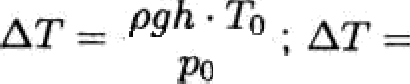 ΔT = ρgh · T₀ / p₀ ; ΔT =